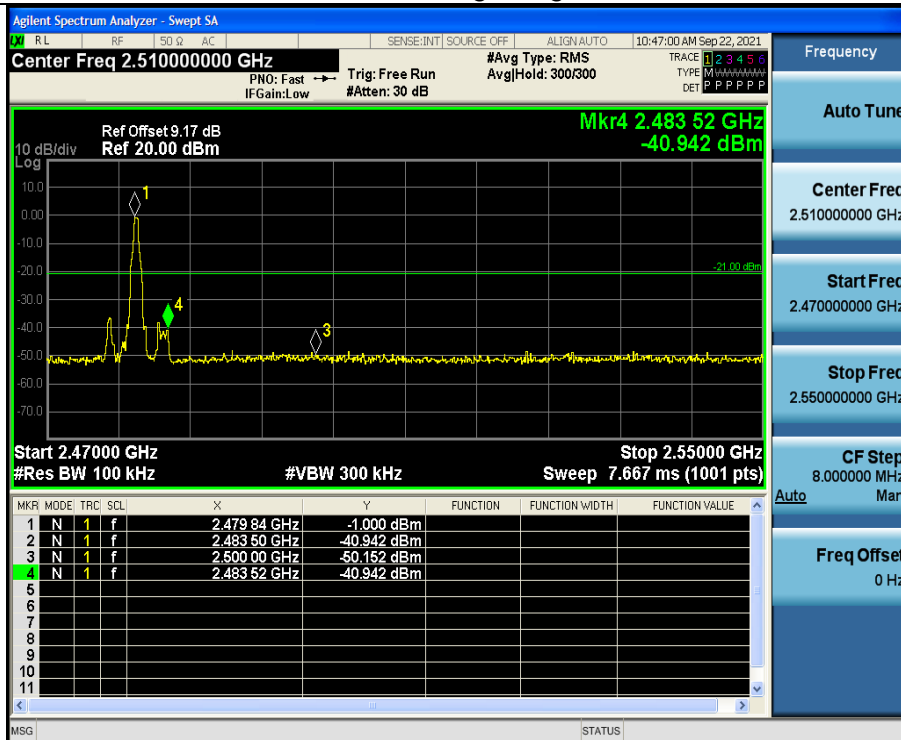 Agilent Spectrum Analyzer - Swept SA
LXI RL RF 50 Ω AC SENSE:INT SOURCE OFF ALIGN AUTO 10:47:00 AM Sep 22, 2021
Center Freq 2.510000000 GHz
#Avg Type: RMS
TRACE 1 2 3 4 5 6
PNO: Fast Trig: Free Run Avg|Hold: 300/300
TYPE M
IFGain:Low #Atten: 30 dB
DET P P P P P P
Ref Offset 9.17 dB
Mkr4 2.483 52 GHz
10 dB/div Ref 20.00 dBm
-40.942 dBm
Log
10.0
1
0.00
-10.0
-20.0
-21.00 dBm
-30.0
4
-40.0
3
-50.0
-60.0
-70.0
Start 2.47000 GHz Stop 2.55000 GHz
#Res BW 100 kHz #VBW 300 kHz Sweep 7.667 ms (1001 pts)
MKR MODE TRC SCL X Y FUNCTION FUNCTION WIDTH FUNCTION VALUE
1 N 1 f 2.479 84 GHz -1.000 dBm
2 N 1 f 2.483 50 GHz -40.942 dBm
3 N 1 f 2.500 00 GHz -50.152 dBm
4 N 1 f 2.483 52 GHz -40.942 dBm
5
6
7
8
9
10
11
MSG STATUS
Frequency
Auto Tune
Center Freq
2.510000000 GHz
Start Freq
2.470000000 GHz
Stop Freq
2.550000000 GHz
CF Step
8.000000 MHz
Auto Man
Freq Offset
0 Hz